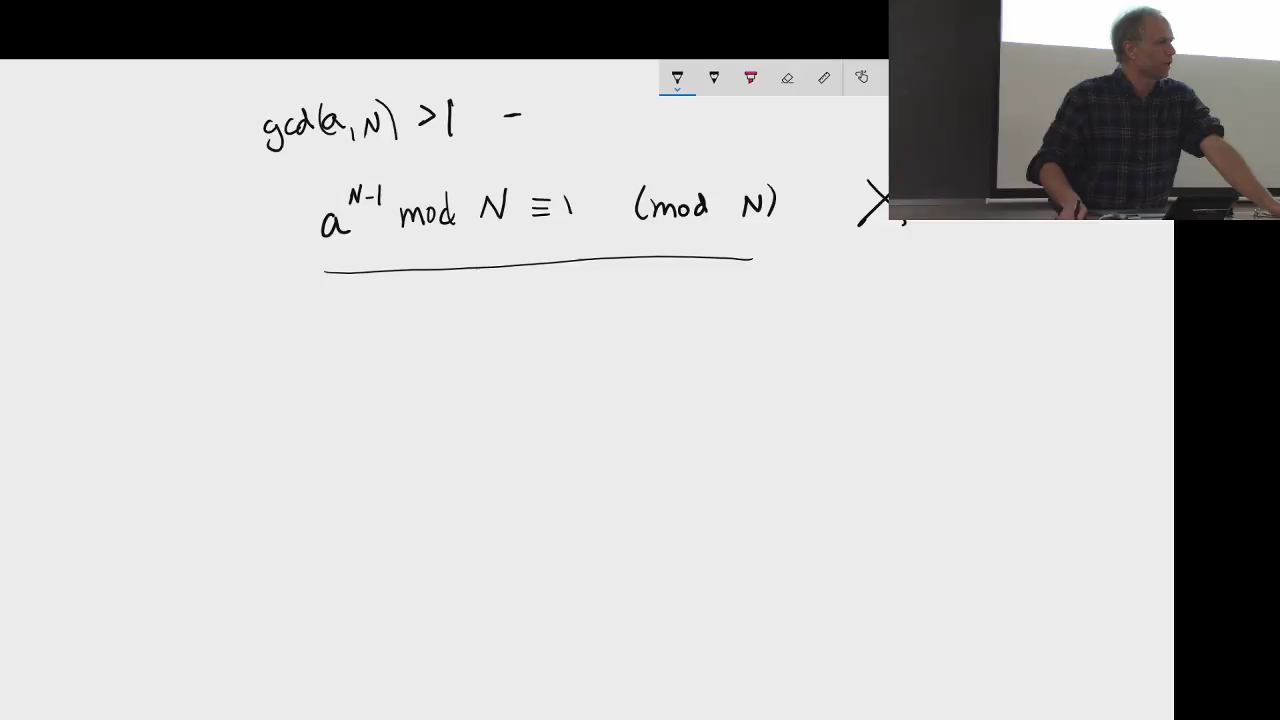 gcd(a, N) > 1 -
a^{N-1} mod N ≡ 1 (mod N) X